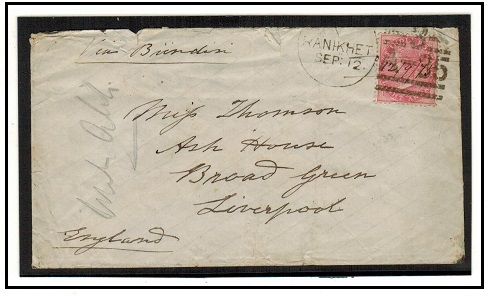 Via Brindisi
RANIKHET
SEP: 12
Miss Thomson
Ash House
Broad Green
Liverpool
England